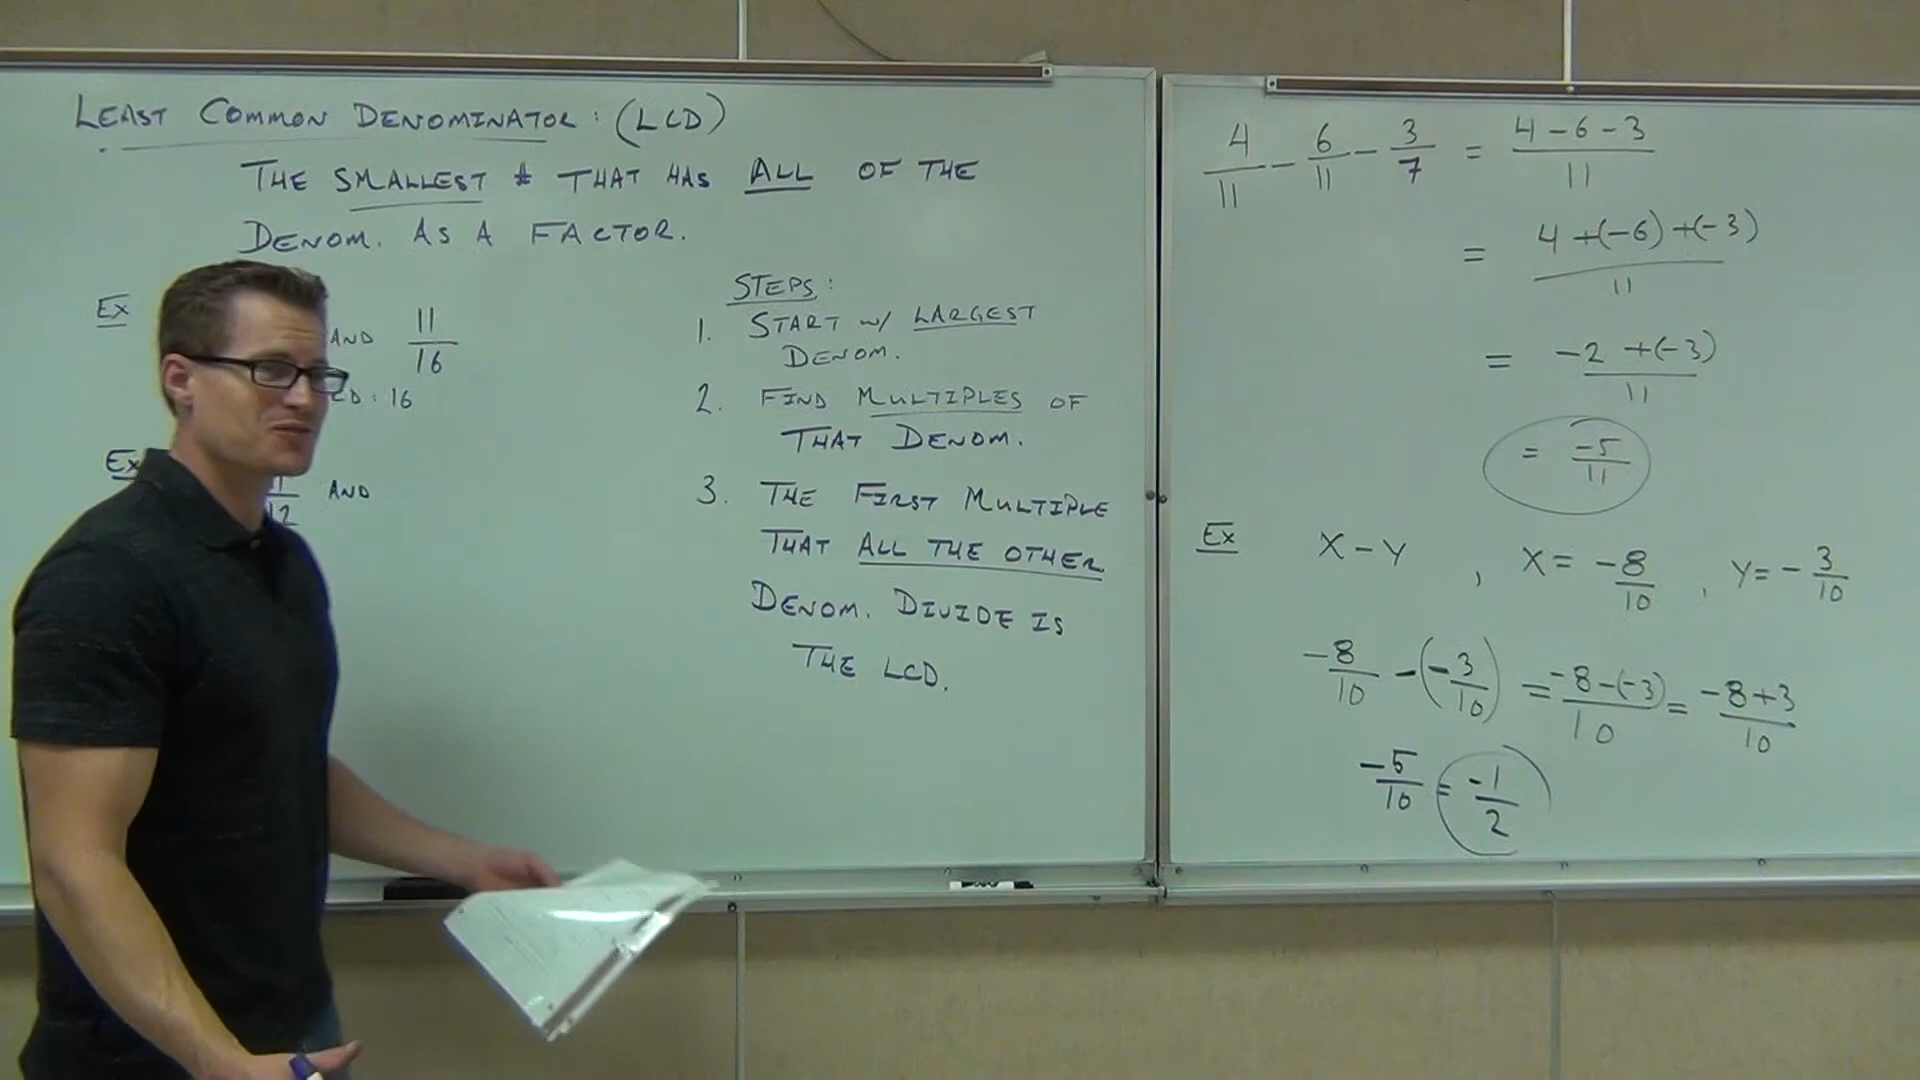 LEAST COMMON DENOMINATOR: (LCD)
THE SMALLEST # THAT HAS ALL OF THE
DENOM. AS A FACTOR.
Ex
AND 11/16
: 16
Ex
12 AND
STEPS:
1. START w/ LARGEST
DENOM.
2. FIND MULTIPLES OF
THAT DENOM.
3. THE FIRST MULTIPLE
THAT ALL THE OTHER
DENOM. DIVIDE IS
THE LCD.
4/11 - 6/11 - 3/7 = (4-6-3)/11
= (4+(-6)+(-3))/11
= (-2+(-3))/11
= -5/11
Ex X-Y , X = -8/10 , Y = -3/10
-8/10 - (-3/10) = (-8-(-3))/10 = (-8+3)/10
-5/10 = -1/2